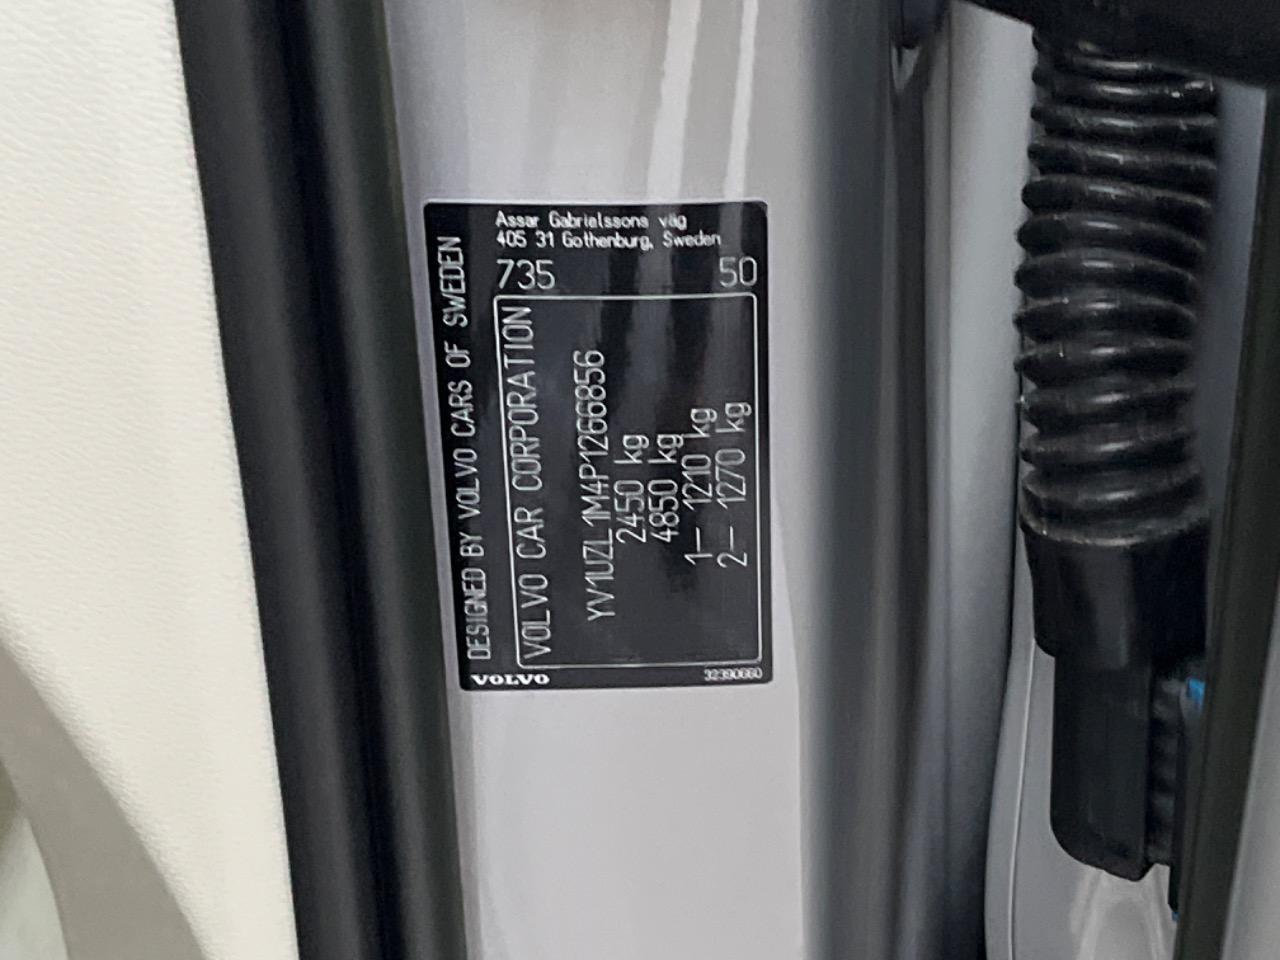 Assar Gabrielssons väg
405 31 Gothenburg, Sweden
735 50
DESIGNED BY VOLVO CARS OF SWEDEN
VOLVO CAR CORPORATION
YV1UZL1M4P1266856
2450 kg
4850 kg
1– 1210 kg
2– 1270 kg
VOLVO
32390660